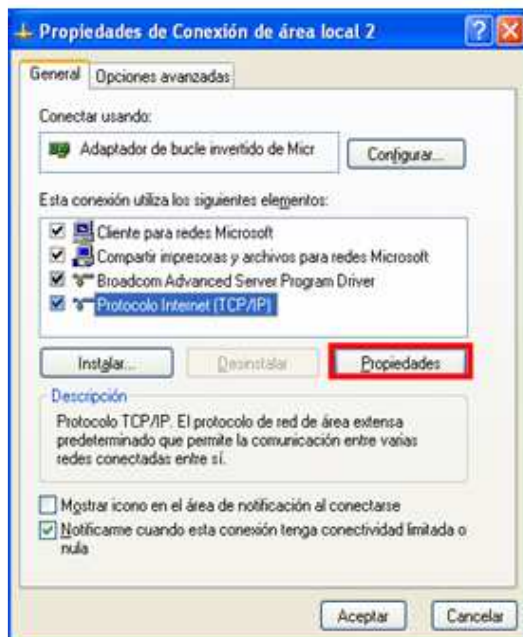 Propiedades de Conexión de área local 2
General
Opciones avanzadas
Conectar usando:
Adaptador de bucle invertido de Micr
Configurar...
Esta conexión utiliza los siguientes elementos:
Cliente para redes Microsoft
Compartir impresoras y archivos para redes Microsoft
Broadcom Advanced Server Program Driver
Protocolo Internet (TCP/IP)
Instalar...
Desinstalar
Propiedades
Descripción
Protocolo TCP/IP. El protocolo de red de área extensa
predeterminado que permite la comunicación entre varias
redes conectadas entre sí.
Mostrar icono en el área de notificación al conectarse
Notificarme cuando esta conexión tenga conectividad limitada o
nula
Aceptar
Cancelar